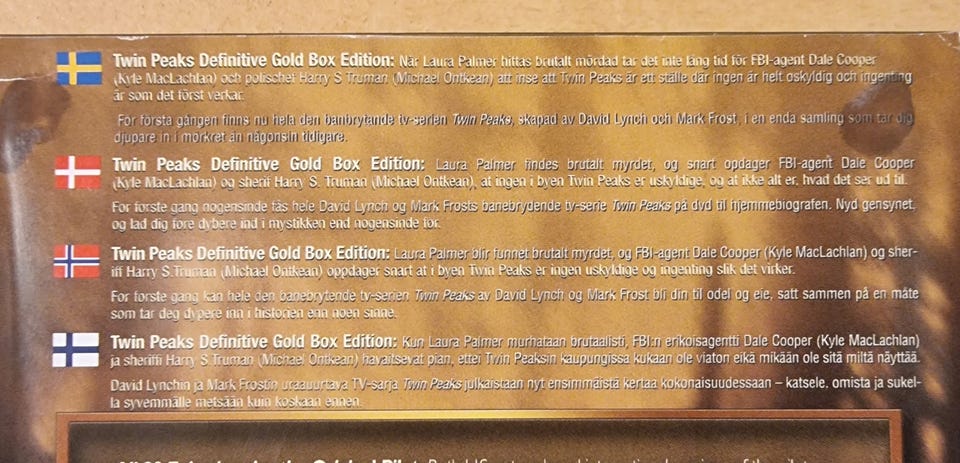 Twin Peaks Definitive Gold Box Edition: När Laura Palmer hittas brutalt mördad tar det inte lång tid för FBI-agent Dale Cooper
(Kyle MacLachlan) och polischef Harry S Truman (Michael Ontkean) att inse att Twin Peaks är ett ställe där ingen är helt oskyldig och ingenting
är som det först verkar.
För första gången finns nu hela den banbrytande tv-serien Twin Peaks, skapad av David Lynch och Mark Frost, i en enda samling som tar dig
djupare in i mörkret än någonsin tidigare.
Twin Peaks Definitive Gold Box Edition: Laura Palmer findes brutalt myrdet, og snart opdager FBI-agent Dale Cooper
(Kyle MacLachlan) og sherif Harry S. Truman (Michael Ontkean), at ingen i byen Twin Peaks er uskyldige, og at ikke alt er, hvad det ser ud til.
For første gang nogensinde fås hele David Lynch og Mark Frosts banebrydende tv-serie Twin Peaks på dvd til hjemmebiografen. Nyd gensynet,
og lad dig føre dybere ind i mystikken end nogensinde før.
Twin Peaks Definitive Gold Box Edition: Laura Palmer blir funnet brutalt myrdet, og FBI-agent Dale Cooper (Kyle MacLachlan) og sher-
iff Harry S.Truman (Michael Ontkean) oppdager snart at i byen Twin Peaks er ingen uskyldige og ingenting slik det virker.
For første gang kan hele den banebrytende tv-serien Twin Peaks av David Lynch og Mark Frost bli din til odel og eie, satt sammen på en måte
som tar deg dypere inn i historien enn noen sinne.
Twin Peaks Definitive Gold Box Edition: Kun Laura Palmer murhataan brutaalisti, FBI:n erikoisagentti Dale Cooper (Kyle MacLachlan)
ja sheriffi Harry S Truman (Michael Ontkean) havaitsevat pian, ettei Twin Peaksin kaupungissa kukaan ole viaton eikä mikään ole sitä miltä näyttää.
David Lynchin ja Mark Frostin uraauurtava TV-sarja Twin Peaks julkaistaan nyt ensimmäistä kertaa kokonaisuudessaan – katsele, omista ja sukel-
la syvemmälle metsään kuin koskaan ennen.